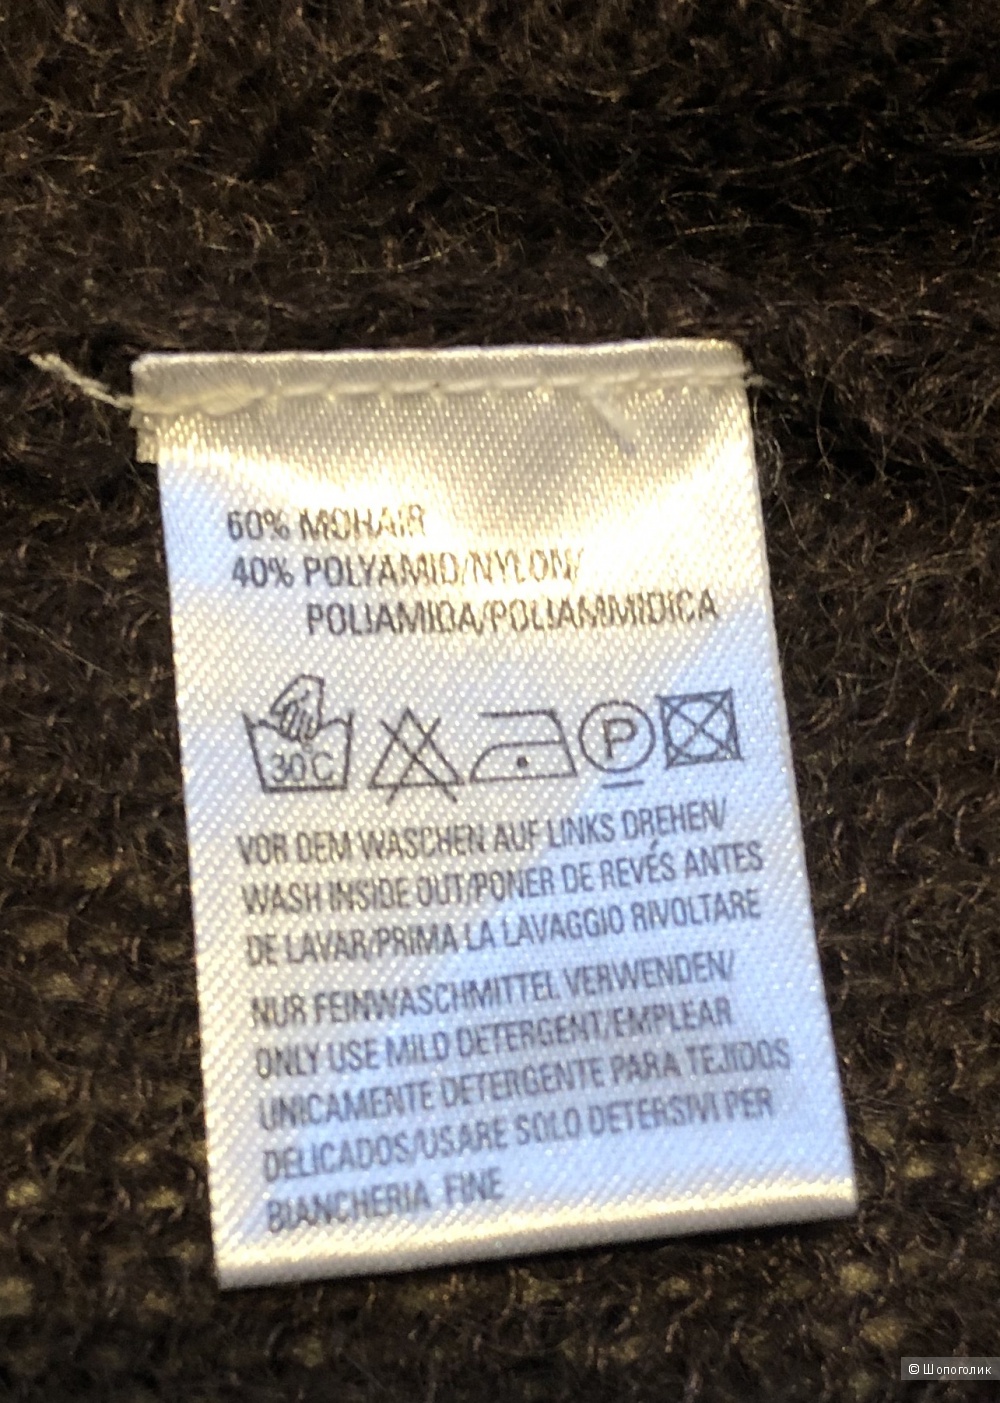 60% MOHAIR
40% POLYAMID/NYLON/
POLIAMIDA/POLIAMMIDICA
30C
P
VOR DEM WASCHEN AUF LINKS DREHEN/
WASH INSIDE OUT/PONER DE REVÉS ANTES
DE LAVAR/PRIMA LA LAVAGGIO RIVOLTARE
NUR FEINWASCHMITTEL VERWENDEN/
ONLY USE MILD DETERGENT/EMPLEAR
UNICAMENTE DETERGENTE PARA TEJIDOS
DELICADOS/USARE SOLO DETERSIVI PER
BIANCHERIA FINE
© Шопоголик